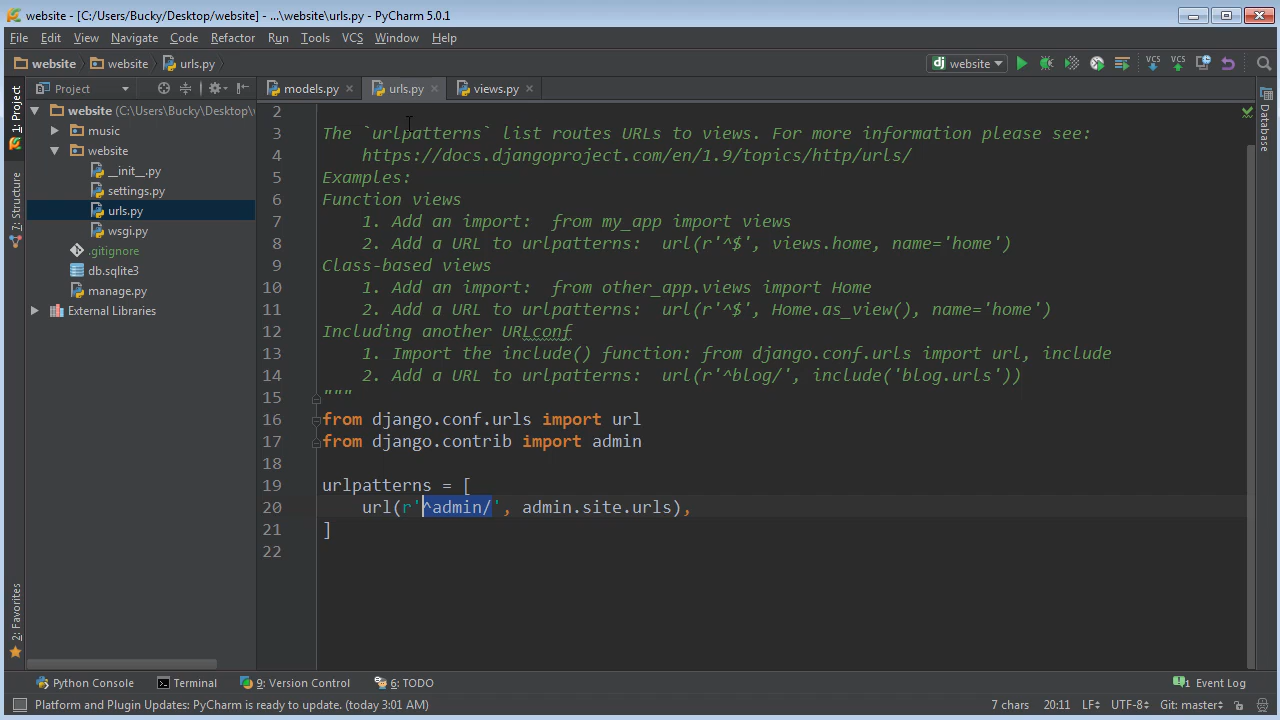 website - [C:/Users/Bucky/Desktop/website] - ...\website\urls.py - PyCharm 5.0.1
File Edit View Navigate Code Refactor Run Tools VCS Window Help
website website urls.py
website
VCS VCS
Project
models.py urls.py views.py
1: Project
7: Structure
2: Favorites
website (C:\Users\Bucky\Desktop\v
music
website
__init__.py
settings.py
urls.py
wsgi.py
.gitignore
db.sqlite3
manage.py
External Libraries
2
3 The `urlpatterns` list routes URLs to views. For more information please see:
4 https://docs.djangoproject.com/en/1.9/topics/http/urls/
5 Examples:
6 Function views
7 1. Add an import:  from my_app import views
8 2. Add a URL to urlpatterns:  url(r'^$', views.home, name='home')
9 Class-based views
10 1. Add an import:  from other_app.views import Home
11 2. Add a URL to urlpatterns:  url(r'^$', Home.as_view(), name='home')
12 Including another URLconf
13 1. Import the include() function: from django.conf.urls import url, include
14 2. Add a URL to urlpatterns:  url(r'^blog/', include('blog.urls'))
15 """
16 from django.conf.urls import url
17 from django.contrib import admin
18
19 urlpatterns = [
20 url(r'^admin/', admin.site.urls),
21 ]
22
Database
Python Console Terminal 9: Version Control 6: TODO 1 Event Log
Platform and Plugin Updates: PyCharm is ready to update. (today 3:01 AM) 7 chars 20:11 LF÷ UTF-8÷ Git: master÷